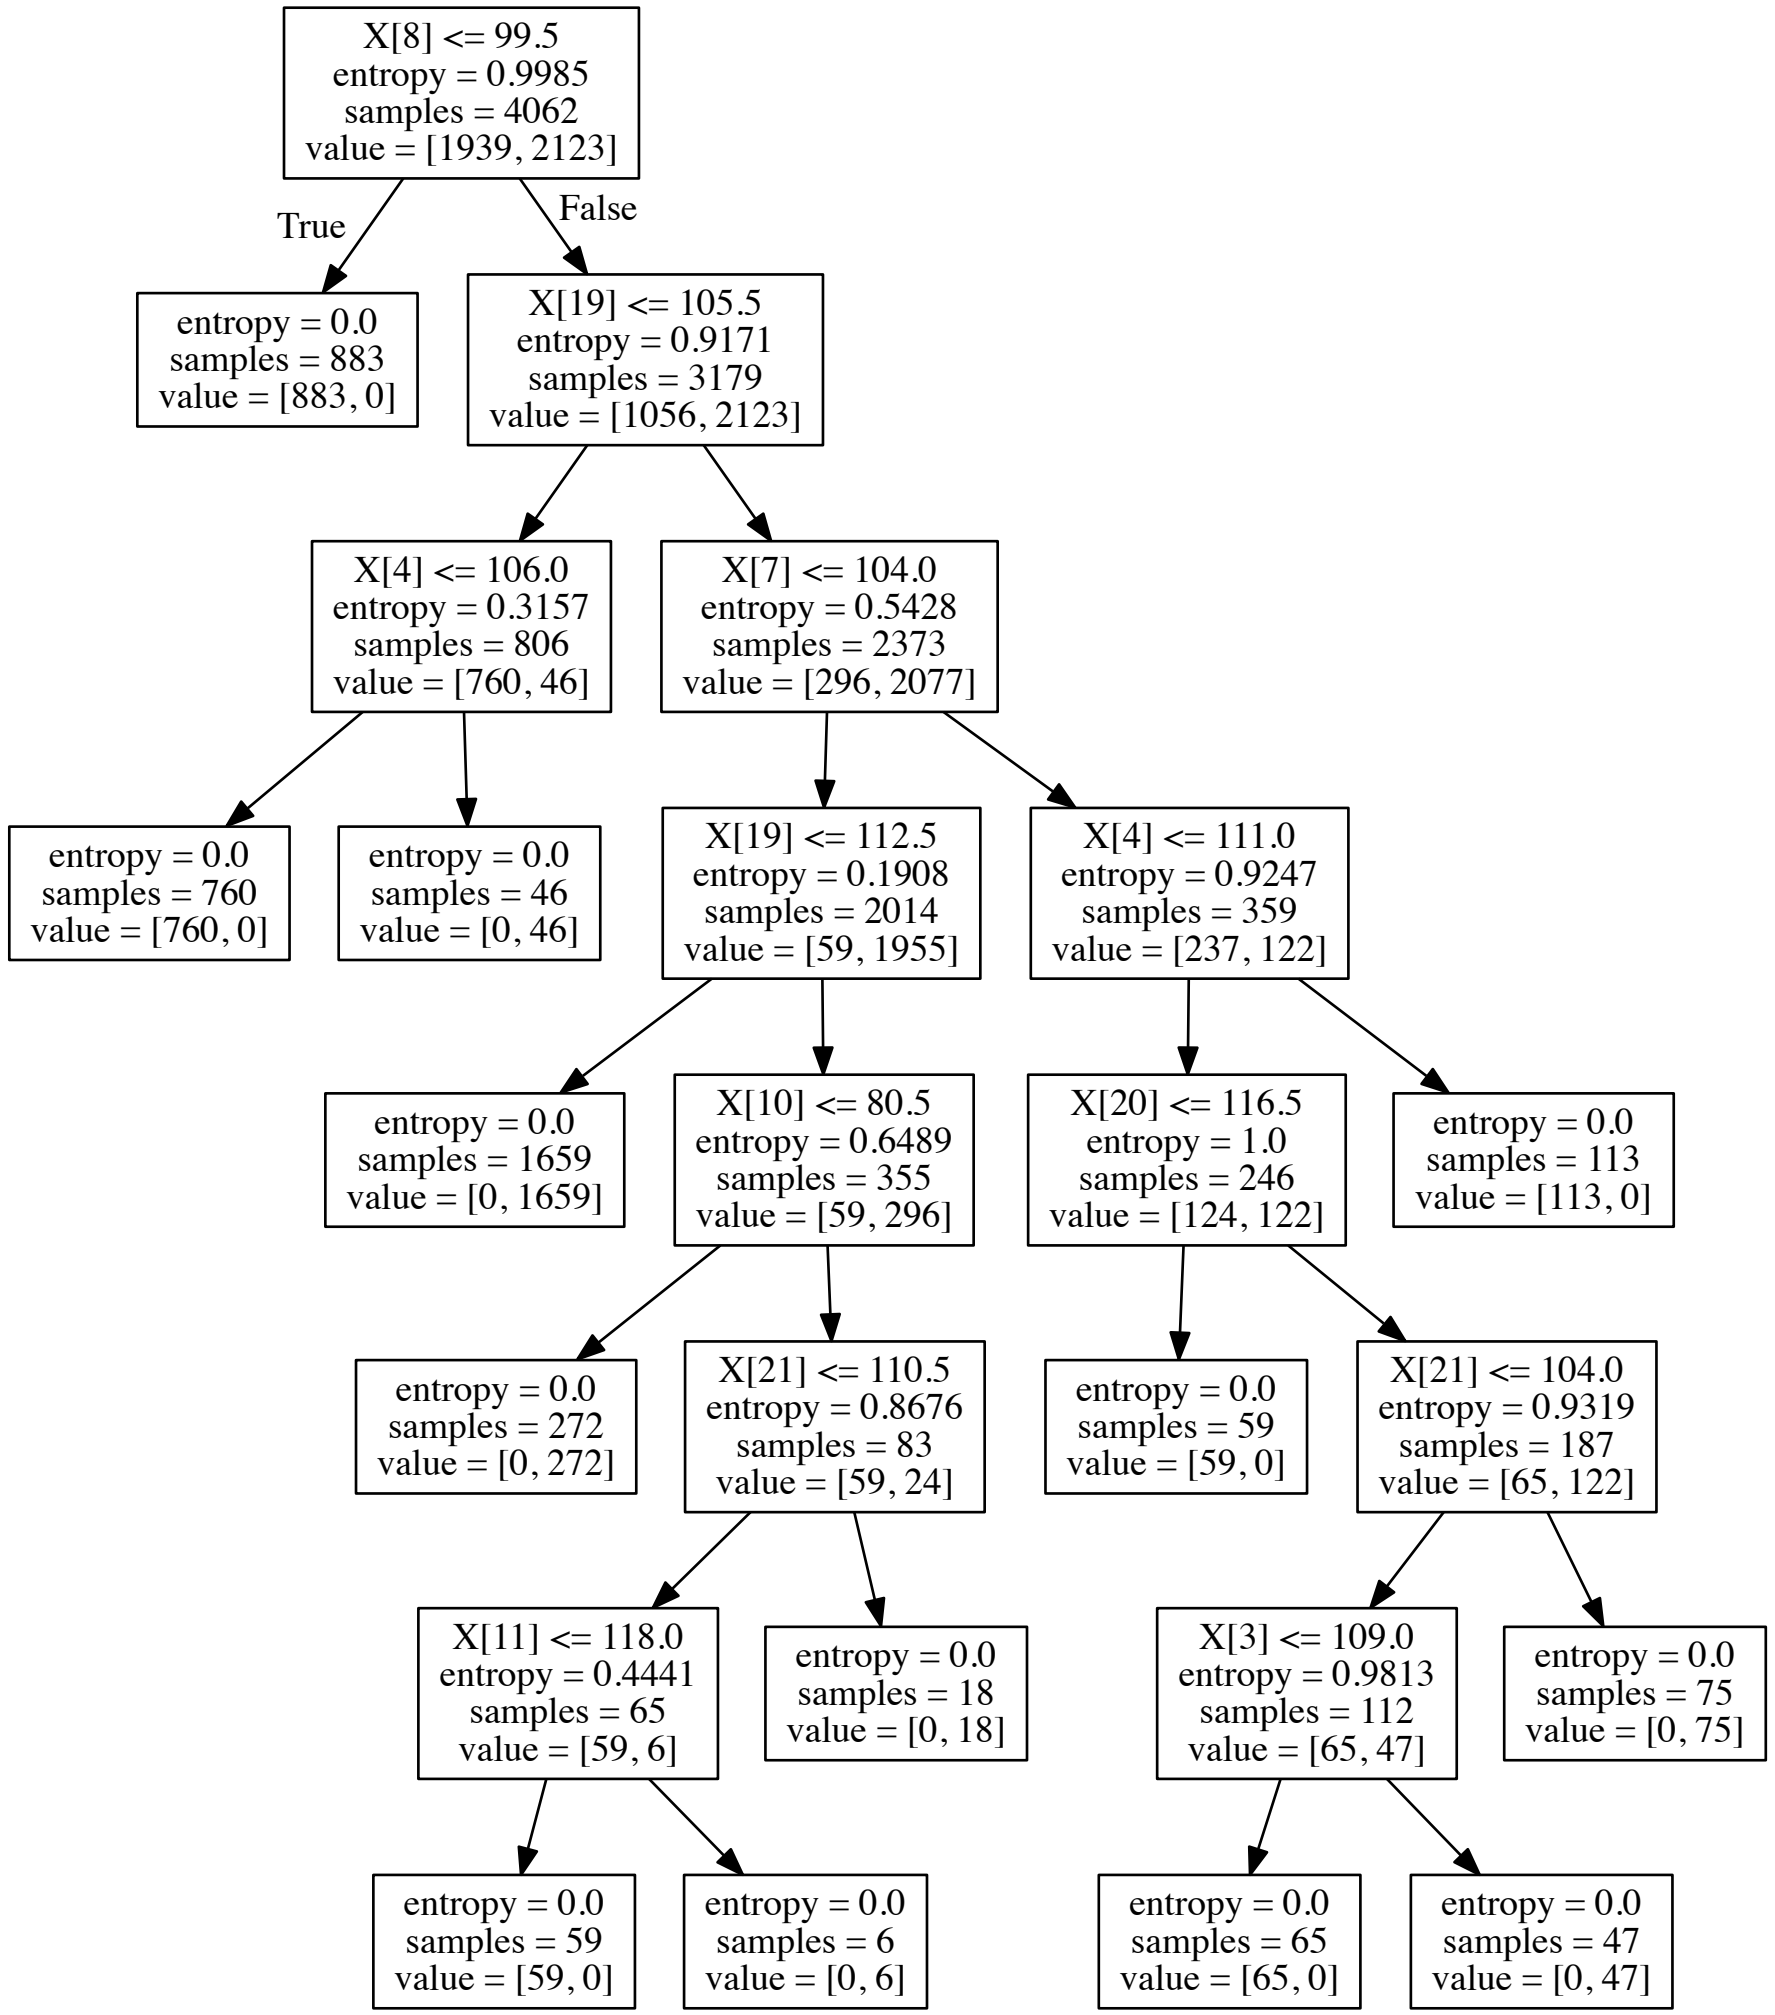 X[8] <= 99.5
entropy = 0.9985
samples = 4062
value = [1939, 2123]
True
False
entropy = 0.0
samples = 883
value = [883, 0]
X[19] <= 105.5
entropy = 0.9171
samples = 3179
value = [1056, 2123]
X[4] <= 106.0
entropy = 0.3157
samples = 806
value = [760, 46]
X[7] <= 104.0
entropy = 0.5428
samples = 2373
value = [296, 2077]
entropy = 0.0
samples = 760
value = [760, 0]
entropy = 0.0
samples = 46
value = [0, 46]
X[19] <= 112.5
entropy = 0.1908
samples = 2014
value = [59, 1955]
X[4] <= 111.0
entropy = 0.9247
samples = 359
value = [237, 122]
entropy = 0.0
samples = 1659
value = [0, 1659]
X[10] <= 80.5
entropy = 0.6489
samples = 355
value = [59, 296]
X[20] <= 116.5
entropy = 1.0
samples = 246
value = [124, 122]
entropy = 0.0
samples = 113
value = [113, 0]
entropy = 0.0
samples = 272
value = [0, 272]
X[21] <= 110.5
entropy = 0.8676
samples = 83
value = [59, 24]
entropy = 0.0
samples = 59
value = [59, 0]
X[21] <= 104.0
entropy = 0.9319
samples = 187
value = [65, 122]
X[11] <= 118.0
entropy = 0.4441
samples = 65
value = [59, 6]
entropy = 0.0
samples = 18
value = [0, 18]
X[3] <= 109.0
entropy = 0.9813
samples = 112
value = [65, 47]
entropy = 0.0
samples = 75
value = [0, 75]
entropy = 0.0
samples = 59
value = [59, 0]
entropy = 0.0
samples = 6
value = [0, 6]
entropy = 0.0
samples = 65
value = [65, 0]
entropy = 0.0
samples = 47
value = [0, 47]